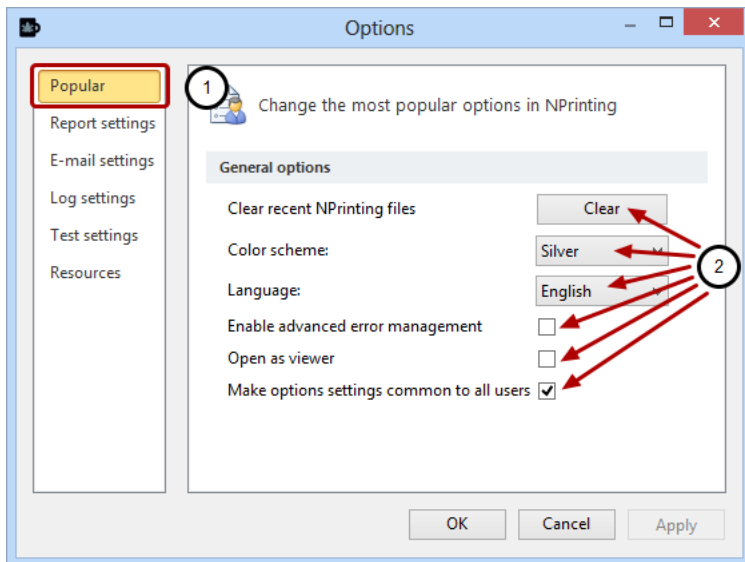 Options
Popular
Report settings
E-mail settings
Log settings
Test settings
Resources
1
Change the most popular options in NPrinting
General options
Clear recent NPrinting files Clear
Color scheme: Silver
Language: English
2
Enable advanced error management
Open as viewer
Make options settings common to all users
OK Cancel Apply